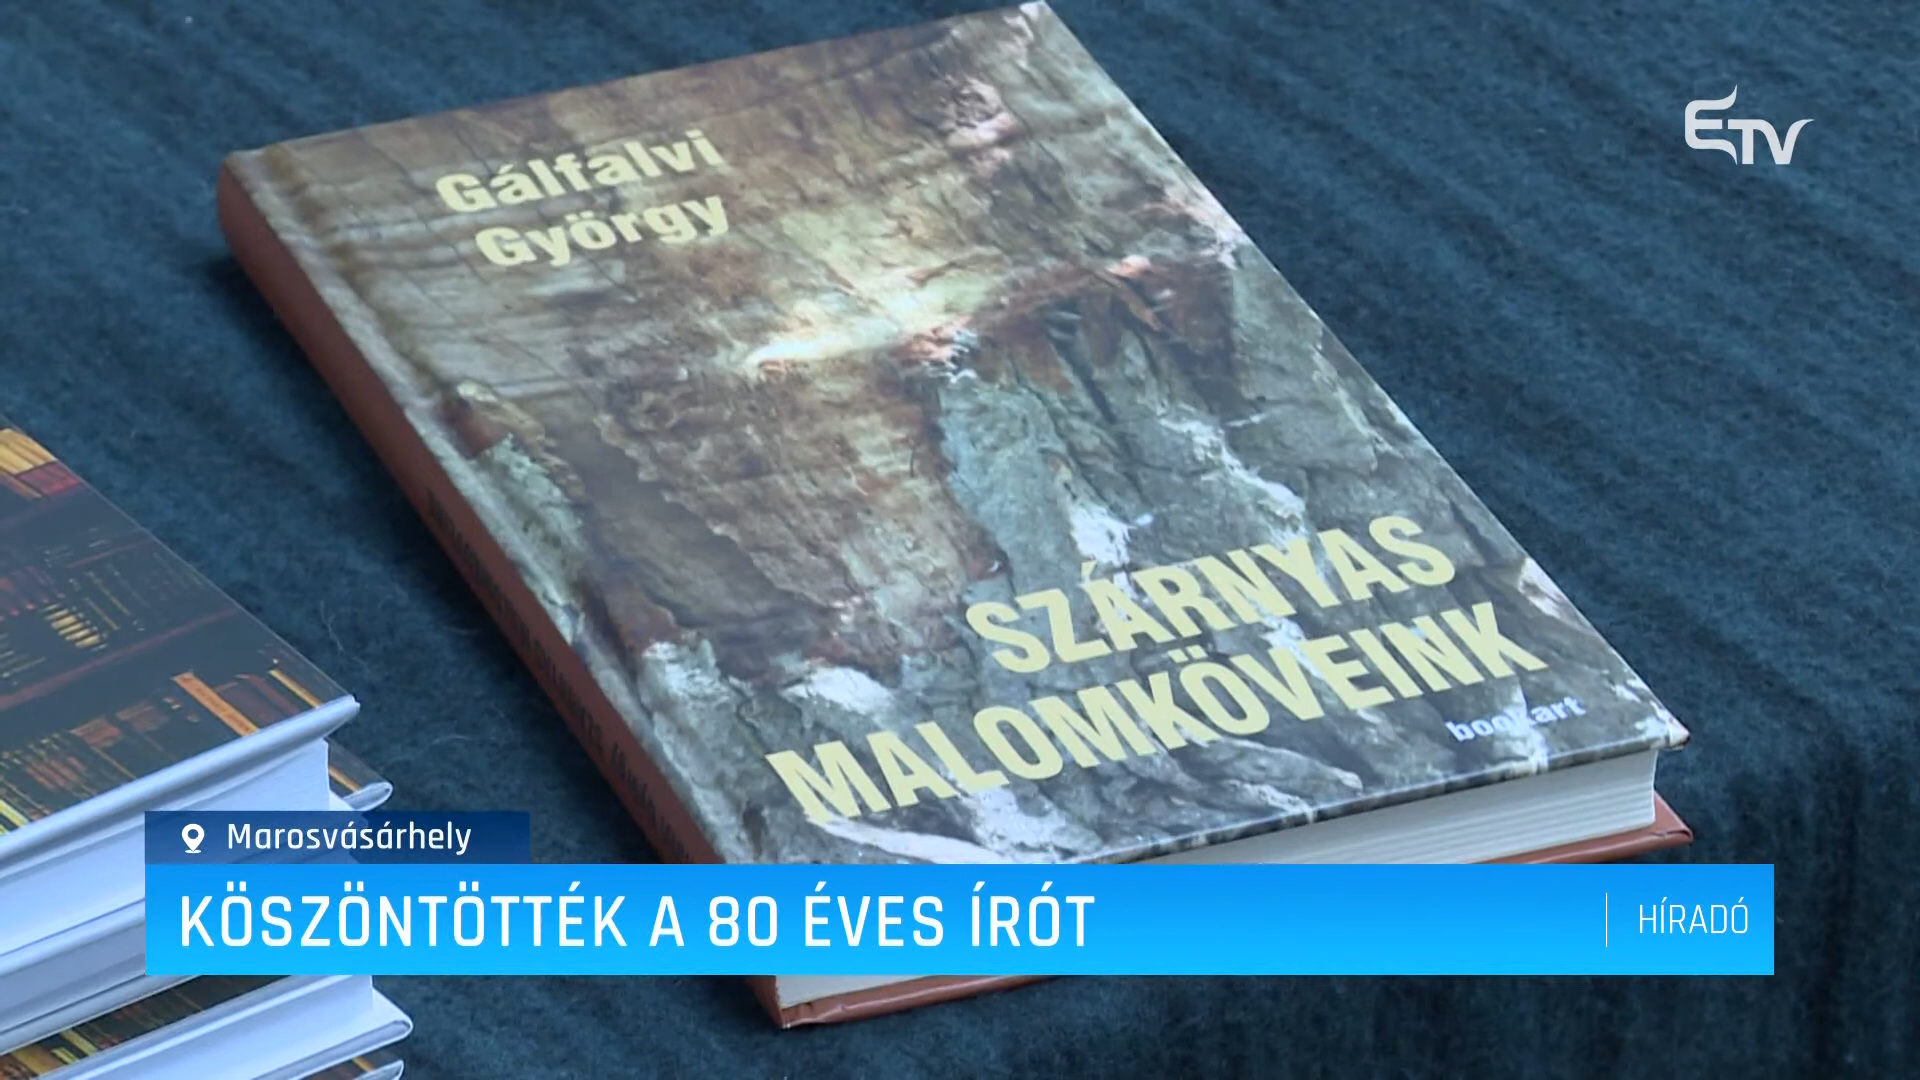 ETV
Gálfalvi
György
SZÁRNYAS
MALOMKÖVEINK
bookart
Marosvásárhely
KÖSZÖNTÖTTÉK A 80 ÉVES ÍRÓT
HÍRADÓ